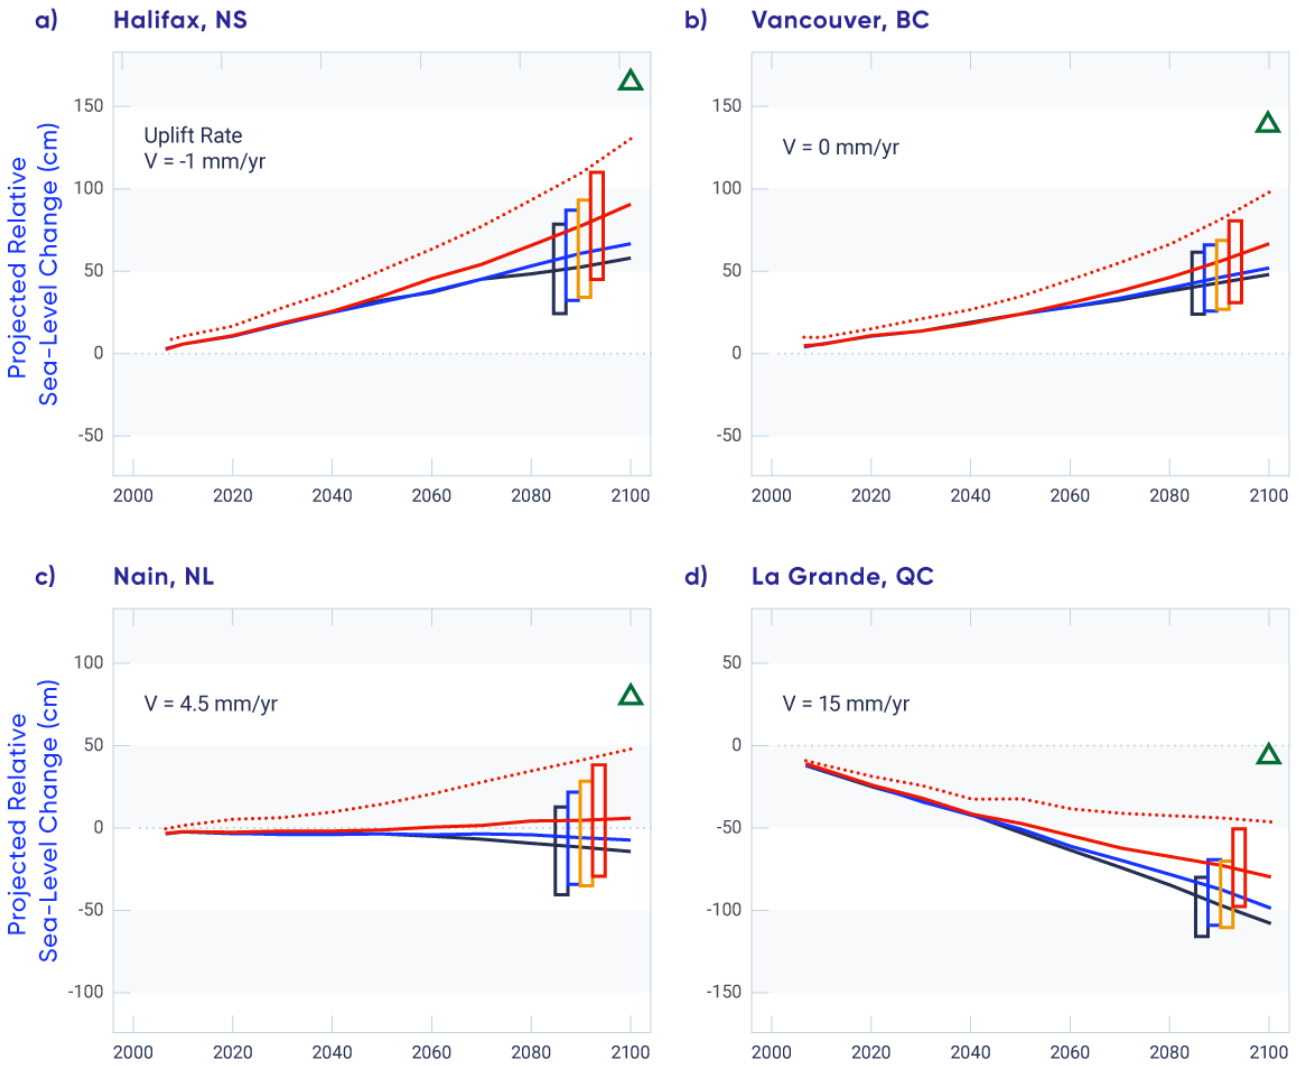 a) Halifax, NS
Projected Relative
Sea-Level Change (cm)
150
100
50
0
-50
Uplift Rate
V = -1 mm/yr
2000 2020 2040 2060 2080 2100
b) Vancouver, BC
150
100
50
0
-50
V = 0 mm/yr
2000 2020 2040 2060 2080 2100
c) Nain, NL
Projected Relative
Sea-Level Change (cm)
100
50
0
-50
-100
V = 4.5 mm/yr
2000 2020 2040 2060 2080 2100
d) La Grande, QC
50
0
-50
-100
-150
V = 15 mm/yr
2000 2020 2040 2060 2080 2100